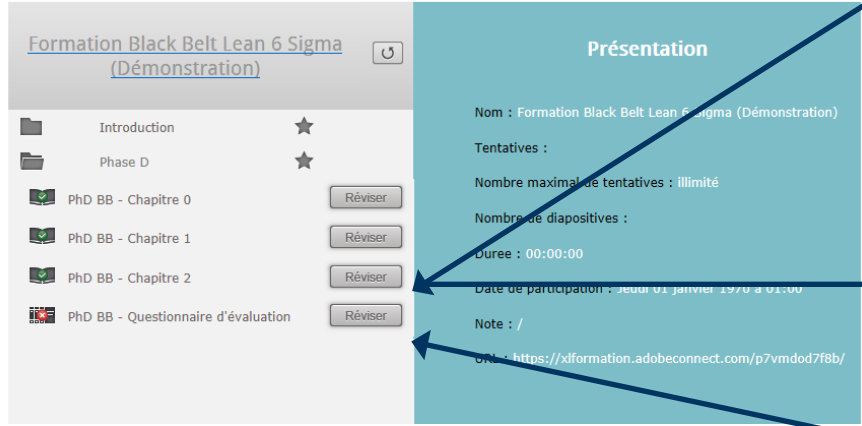 Formation Black Belt Lean 6 Sigma
(Démonstration)
Introduction
Phase D
PhD BB - Chapitre 0
Réviser
PhD BB - Chapitre 1
Réviser
PhD BB - Chapitre 2
Réviser
PhD BB - Questionnaire d'évaluation
Réviser
Présentation
Nom : Formation Black Belt Lean 6 Sigma (Démonstration)
Tentatives :
Nombre maximal de tentatives : illimité
Nombre de diapositives :
Duree : 00:00:00
Date de participation : Jeudi 01 janvier 1970 à 01:00
Note : /
URL : https://xlformation.adobeconnect.com/p7vmdod7f8b/